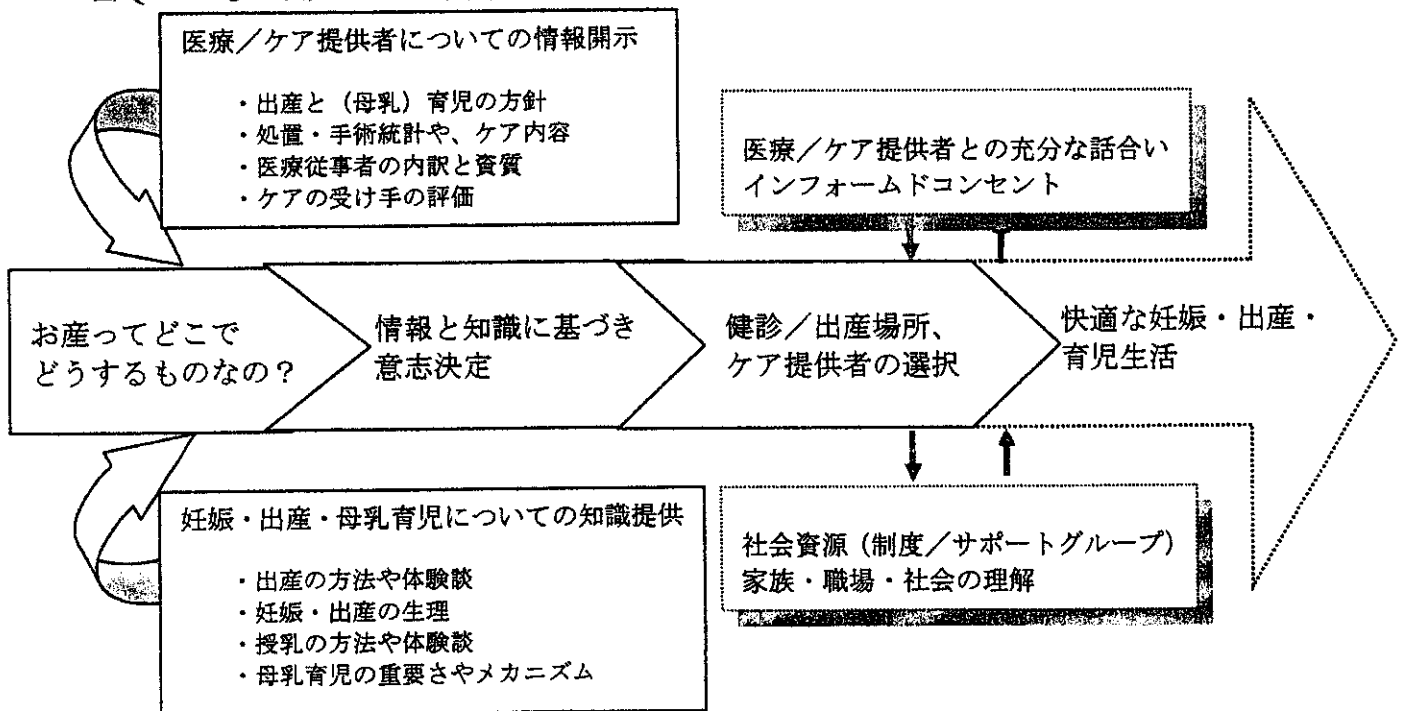 医療／ケア提供者についての情報開示
・出産と（母乳）育児の方針
・処置・手術統計や、ケア内容
・医療従事者の内訳と資質
・ケアの受け手の評価
医療／ケア提供者との充分な話合い
インフォームドコンセント
お産ってどこで
どうするものなの？
情報と知識に基づき
意志決定
健診／出産場所、
ケア提供者の選択
快適な妊娠・出産・
育児生活
妊娠・出産・母乳育児についての知識提供
・出産の方法や体験談
・妊娠・出産の生理
・授乳の方法や体験談
・母乳育児の重要さやメカニズム
社会資源（制度／サポートグループ）
家族・職場・社会の理解